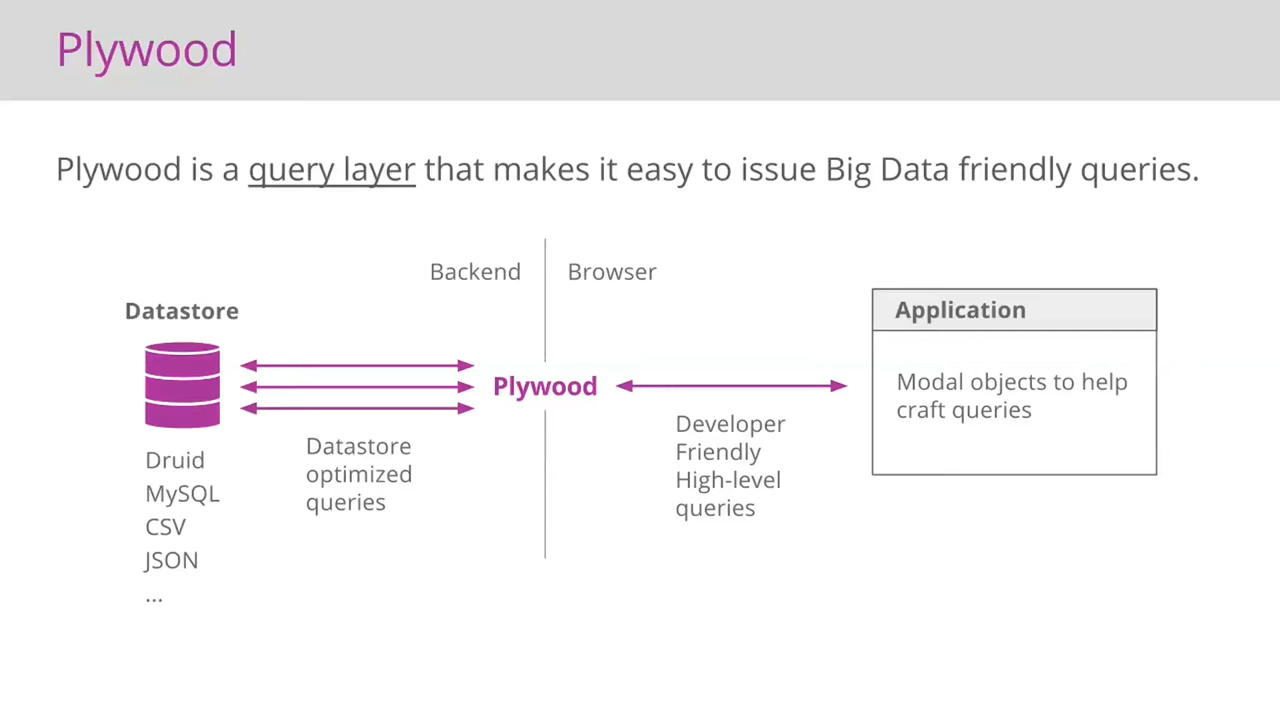 Plywood
Plywood is a query layer that makes it easy to issue Big Data friendly queries.
Backend
Browser
Datastore
Application
Plywood
Modal objects to help
craft queries
Developer
Friendly
High-level
queries
Datastore
optimized
queries
Druid
MySQL
CSV
JSON
...